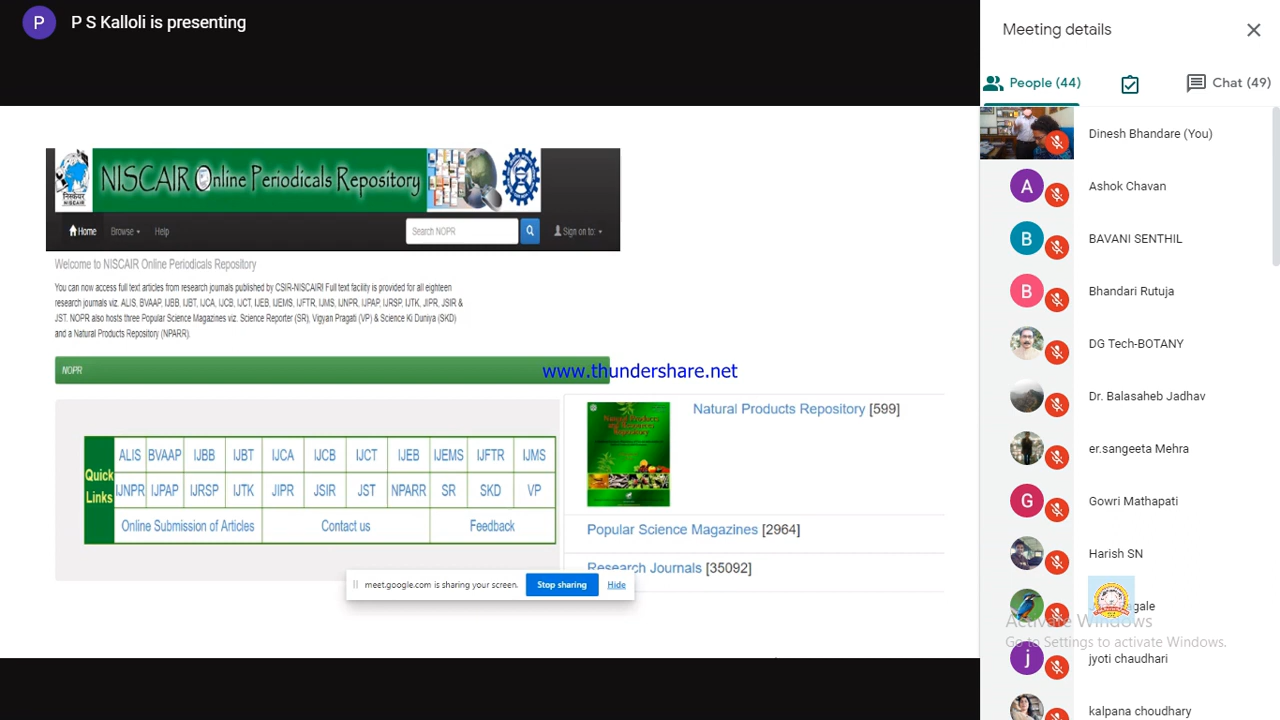 P
P S Kalloli is presenting
Meeting details
People (44)
Chat (49)
NISCAIR Online Periodicals Repository
Home
Browse
Help
Search NOPR
Sign on to:
Welcome to NISCAIR Online Periodicals Repository
You can now access full text articles from research journals published by CSIR-NISCAIR! Full text facility is provided for all eighteen
research journals viz. ALIS, BVAAP, IJBB, IJBT, IJCA, IJCB, IJCT, IJEB, IJEMS, IJFTR, IJMS, IJNPR, IJPAP, IJRSP, IJTK, JIPR, JSIR &
JST. NOPR also hosts three Popular Science Magazines viz. Science Reporter (SR), Vigyan Pragati (VP) & Science Ki Duniya (SKD)
and a Natural Products Repository (NPARR).
NOPR
www.thundershare.net
Quick
Links
ALIS BVAAP IJBB IJBT IJCA IJCB IJCT IJEB IJEMS IJFTR IJMS
IJNPR IJPAP IJRSP IJTK JIPR JSIR JST NPARR SR SKD VP
Online Submission of Articles
Contact us
Feedback
Natural Products Repository [599]
Popular Science Magazines [2964]
Research Journals [35092]
meet.google.com is sharing your screen.
Stop sharing
Hide
Dinesh Bhandare (You)
A
Ashok Chavan
B
BAVANI SENTHIL
B
Bhandari Rutuja
DG Tech-BOTANY
Dr. Balasaheb Jadhav
er.sangeeta Mehra
G
Gowri Mathapati
Harish SN
Activate Windows
Go to Settings to activate Windows.
j
jyoti chaudhari
kalpana choudhary